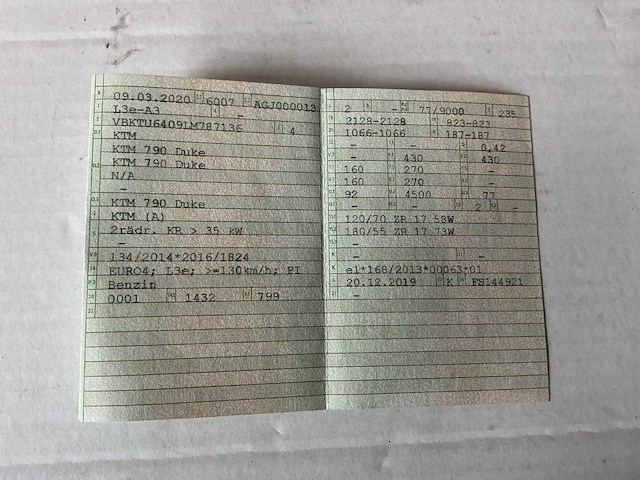 09.03.2020 6007 AGJ000013
L3e-A3 -
VBKTU6409LM787136 4
KTM
KTM 790 Duke
KTM 790 Duke
N/A
-
KTM 790 Duke
KTM (A)
2rädr. KR > 35 kW
-
134/2014*2016/1824
EURO4; L3e; >=130km/h; PI
Benzin
0001 1432 799
2 - 77/9000 235
2128-2128 823-823
1066-1066 187-187
- - 0,42
- 430 430
160 270 -
160 270 -
92 4500 77
- - 2 -
120/70 ZR 17 58W
180/55 ZR 17 73W
-
- -
e1*168/2013*00063*01
20.12.2019 K FS144921
-